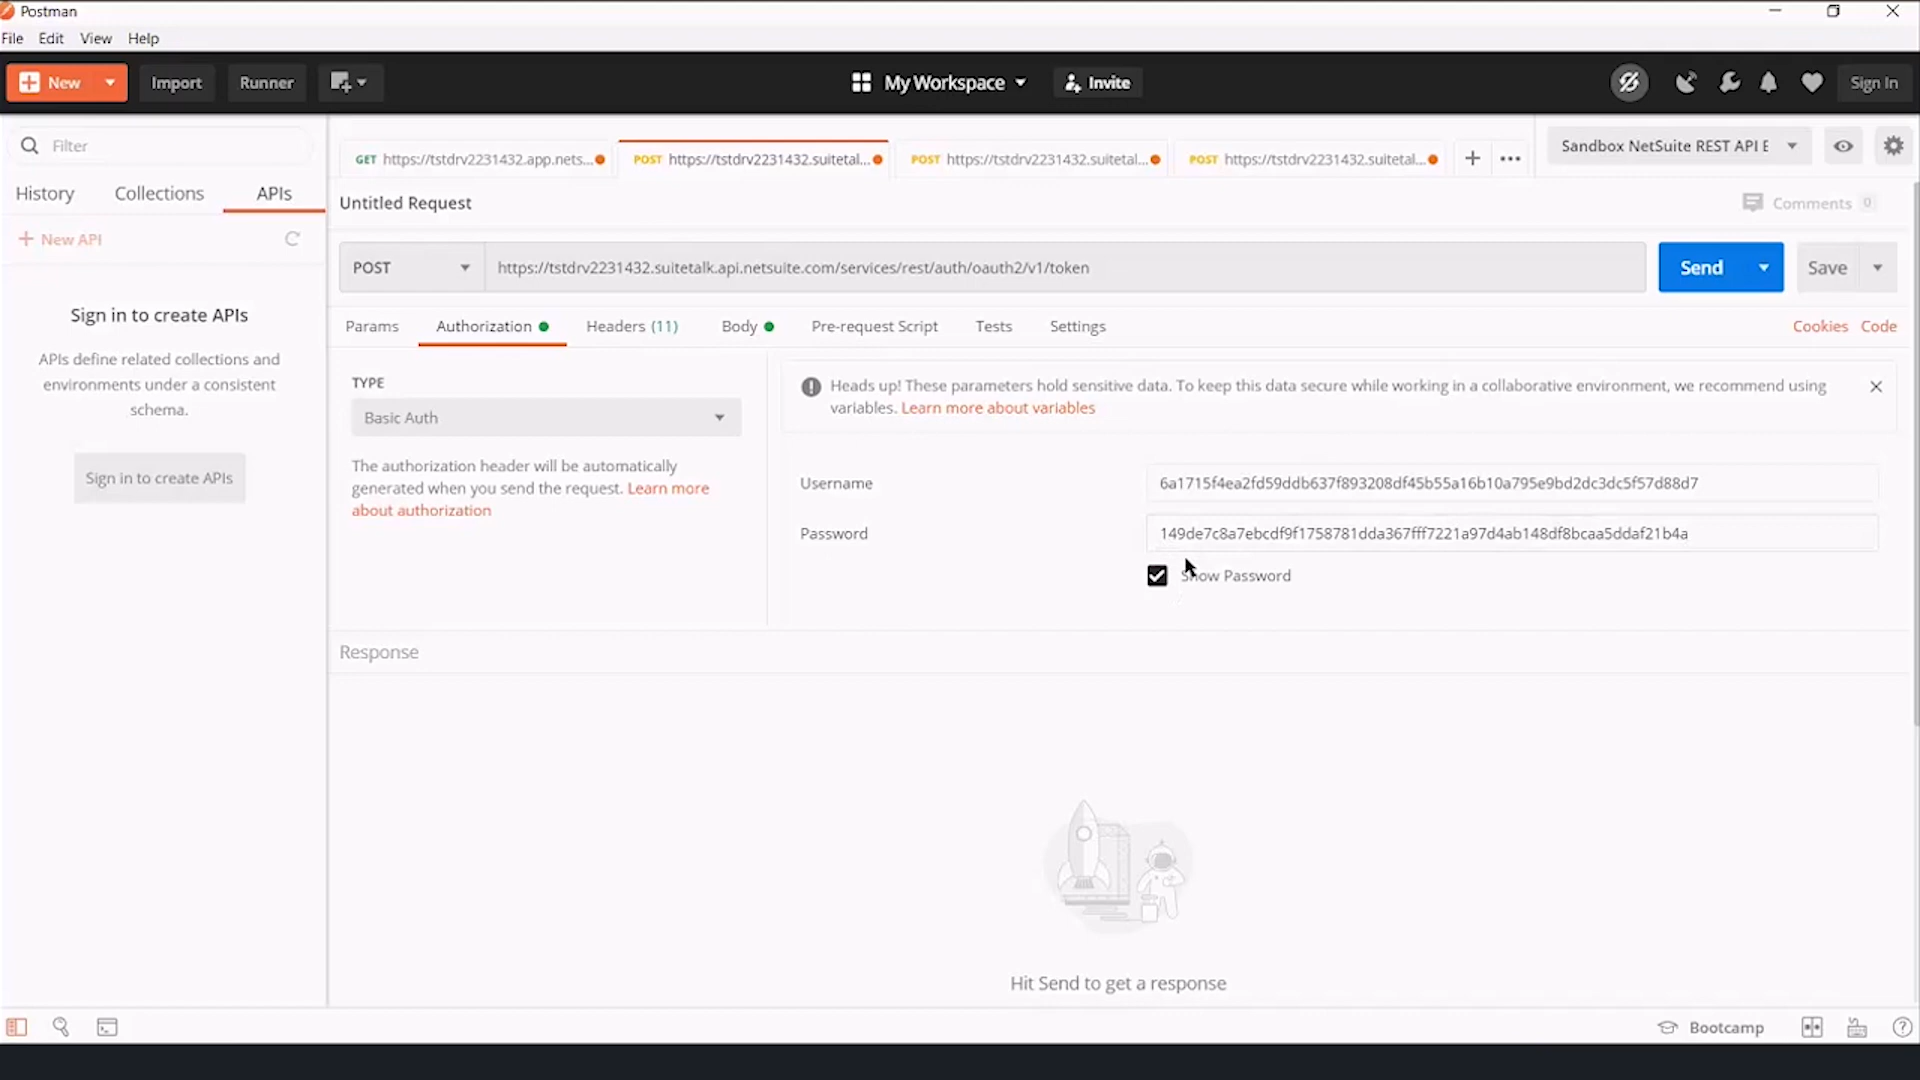 Postman
File Edit View Help
New Import Runner My Workspace Invite Sign In
Filter
GET https://tstdrv2231432.app.nets... POST https://tstdrv2231432.suitetal... POST https://tstdrv2231432.suitetal... POST https://tstdrv2231432.suitetal... + ••• Sandbox NetSuite REST API E
History Collections APIs
Untitled Request Comments 0
+ New API
POST https://tstdrv2231432.suitetalk.api.netsuite.com/services/rest/auth/oauth2/v1/token Send Save
Sign in to create APIs
APIs define related collections and
environments under a consistent
schema.
Sign in to create APIs
Params Authorization Headers (11) Body Pre-request Script Tests Settings Cookies Code
TYPE
Basic Auth
The authorization header will be automatically
generated when you send the request. Learn more
about authorization
Heads up! These parameters hold sensitive data. To keep this data secure while working in a collaborative environment, we recommend using
variables. Learn more about variables
Username 6a1715f4ea2fd59ddb637f893208df45b55a16b10a795e9bd2dc3dc5f57d88d7
Password 149de7c8a7ebcdf9f1758781dda367fff7221a97d4ab148df8bcaa5ddaf21b4a
Show Password
Response
Hit Send to get a response
Bootcamp